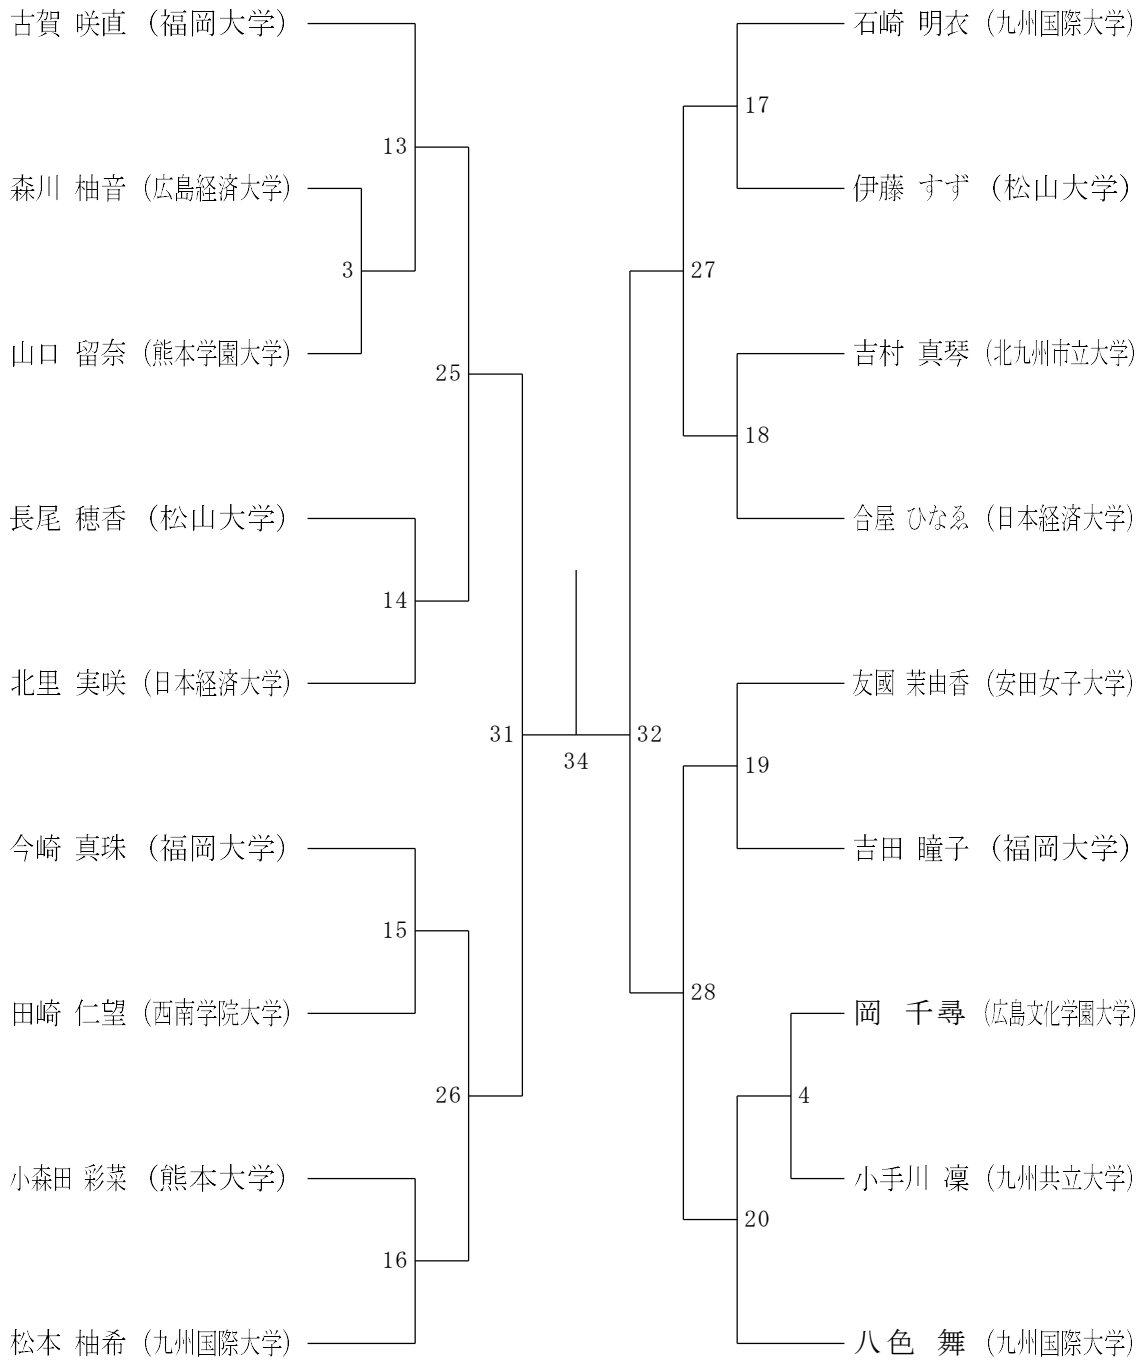 古賀 咲直 (福岡大学)
13
森川 柚音 (広島経済大学)
3
山口 留奈 (熊本学園大学)
25
長尾 穂香 (松山大学)
14
北里 実咲 (日本経済大学)
31
今崎 真珠 (福岡大学)
15
田崎 仁望 (西南学院大学)
26
小森田 彩菜 (熊本大学)
16
松本 柚希 (九州国際大学)
34
石崎 明衣 (九州国際大学)
17
伊藤 すず (松山大学)
27
吉村 真琴 (北九州市立大学)
18
合屋 ひなゑ (日本経済大学)
32
友國 茉由香 (安田女子大学)
19
吉田 瞳子 (福岡大学)
28
岡 千尋 (広島文化学園大学)
4
小手川 凜 (九州共立大学)
20
八色 舞 (九州国際大学)